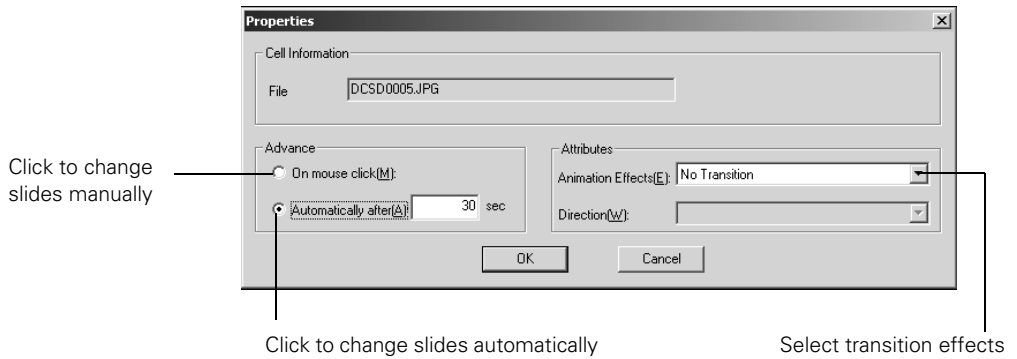 Properties
Cell Information
File DCSD0005.JPG
Advance
On mouse click(M):
Automatically after(A) 30 sec
Attributes
Animation Effects(E): No Transition
Direction(W):
OK Cancel
Click to change
slides manually
Click to change slides automatically
Select transition effects